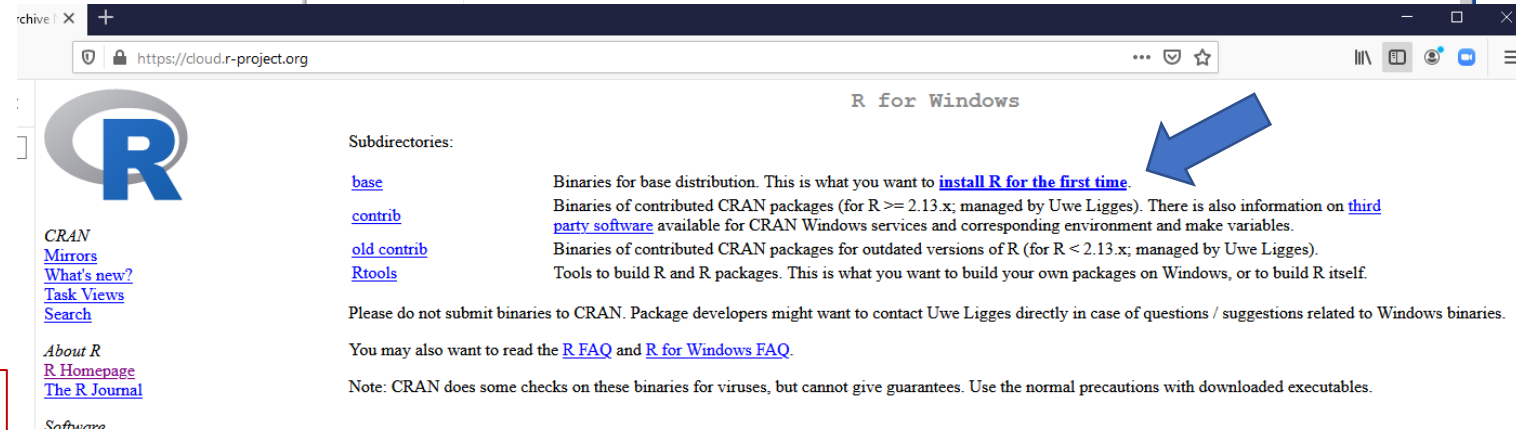 rchive
https://cloud.r-project.org
R
R for Windows
Subdirectories:
base Binaries for base distribution. This is what you want to install R for the first time.
contrib Binaries of contributed CRAN packages (for R >= 2.13.x; managed by Uwe Ligges). There is also information on third
party software available for CRAN Windows services and corresponding environment and make variables.
old contrib Binaries of contributed CRAN packages for outdated versions of R (for R < 2.13.x; managed by Uwe Ligges).
Rtools Tools to build R and R packages. This is what you want to build your own packages on Windows, or to build R itself.
Please do not submit binaries to CRAN. Package developers might want to contact Uwe Ligges directly in case of questions / suggestions related to Windows binaries.
You may also want to read the R FAQ and R for Windows FAQ.
Note: CRAN does some checks on these binaries for viruses, but cannot give guarantees. Use the normal precautions with downloaded executables.
CRAN
Mirrors
What's new?
Task Views
Search
About R
R Homepage
The R Journal
Software